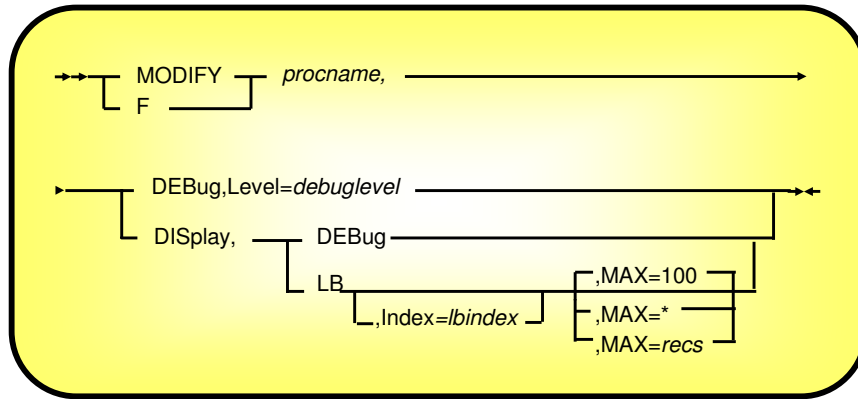 MODIFY procname,
F
DEBug,Level=debuglevel
DISplay, DEBug
LB ,MAX=100
,Index=lbindex ,MAX=*
,MAX=recs